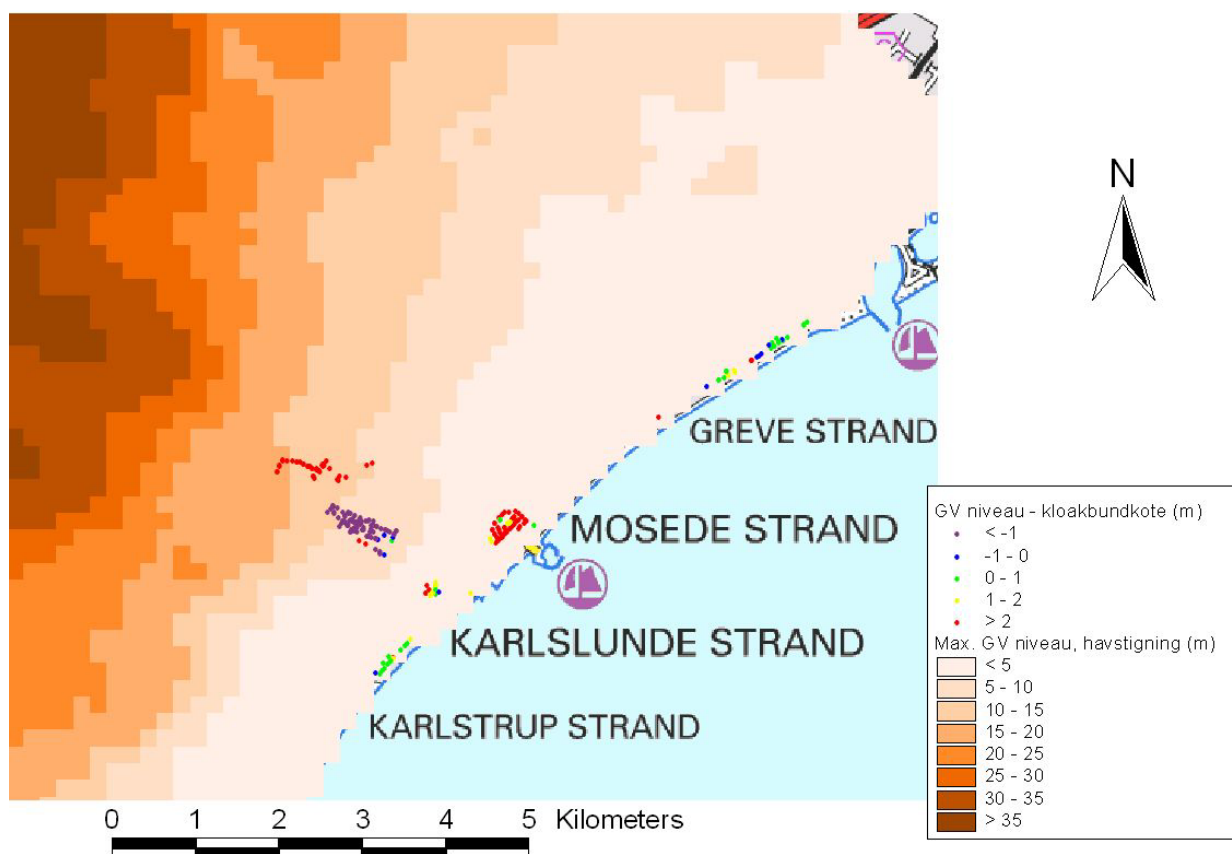 N
GREVE STRAND
MOSEDE STRAND
KARLSLUNDE STRAND
KARLSTRUP STRAND
GV niveau - kloakbundkote (m)
< -1
-1 - 0
0 - 1
1 - 2
> 2
Max. GV niveau, havstigning (m)
< 5
5 - 10
10 - 15
15 - 20
20 - 25
25 - 30
30 - 35
> 35
0 1 2 3 4 5 Kilometers